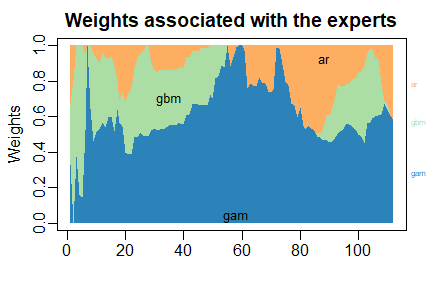 Weights associated with the experts
Weights
1.0
0.8
0.6
0.4
0.2
0.0
ar
gbm
gam
ar
gbm
gam
0 20 40 60 80 100